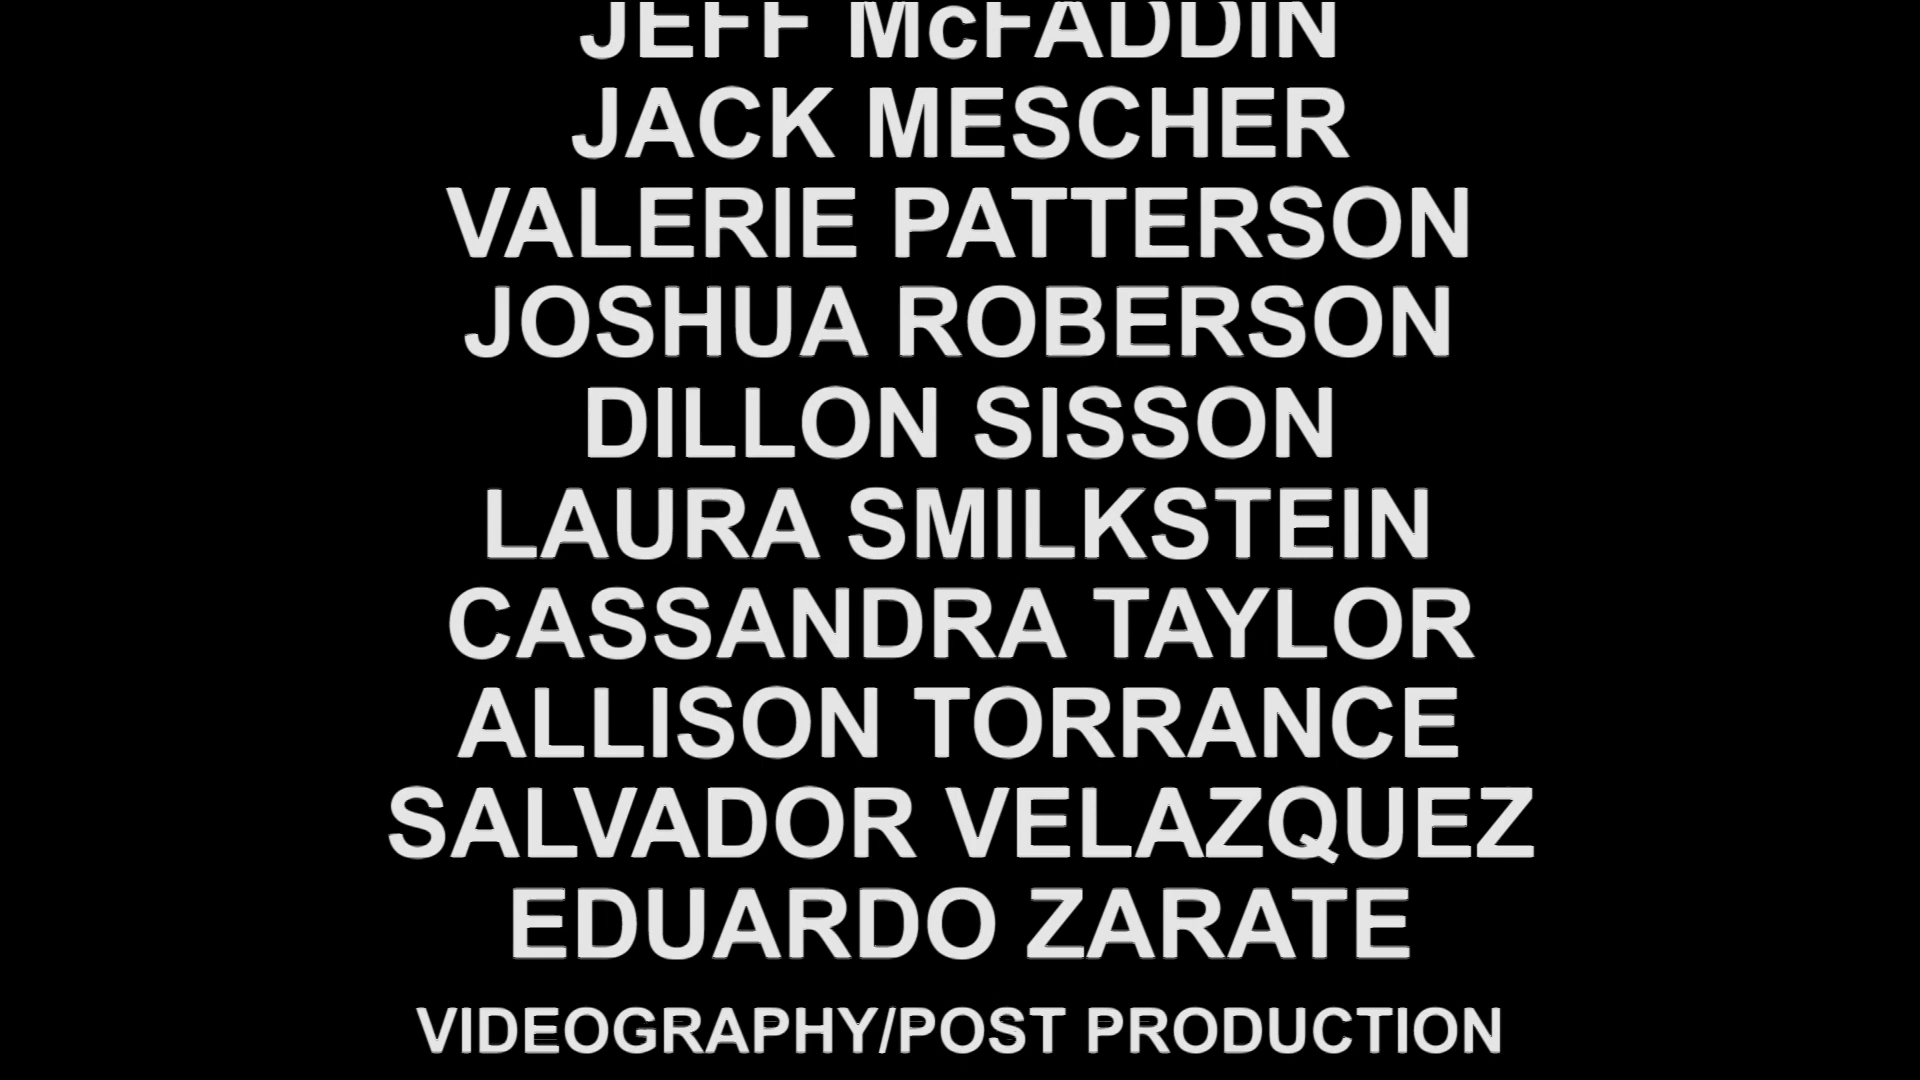 JEFF McFADDIN
JACK MESCHER
VALERIE PATTERSON
JOSHUA ROBERSON
DILLON SISSON
LAURA SMILKSTEIN
CASSANDRA TAYLOR
ALLISON TORRANCE
SALVADOR VELAZQUEZ
EDUARDO ZARATE
VIDEOGRAPHY/POST PRODUCTION